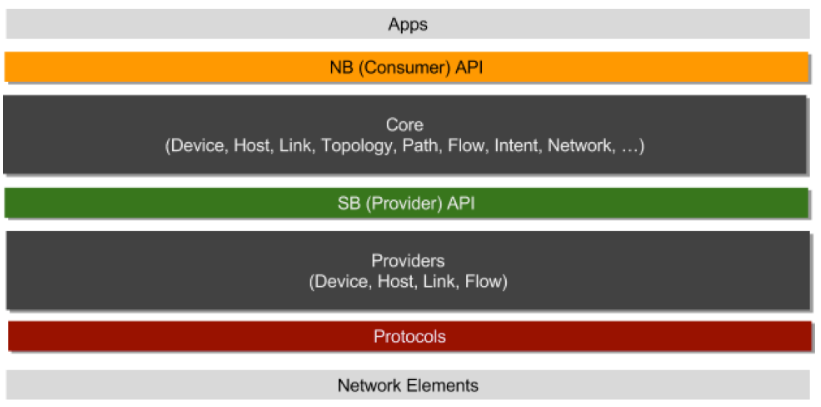 Apps
NB (Consumer) API
Core
(Device, Host, Link, Topology, Path, Flow, Intent, Network, …)
SB (Provider) API
Providers
(Device, Host, Link, Flow)
Protocols
Network Elements